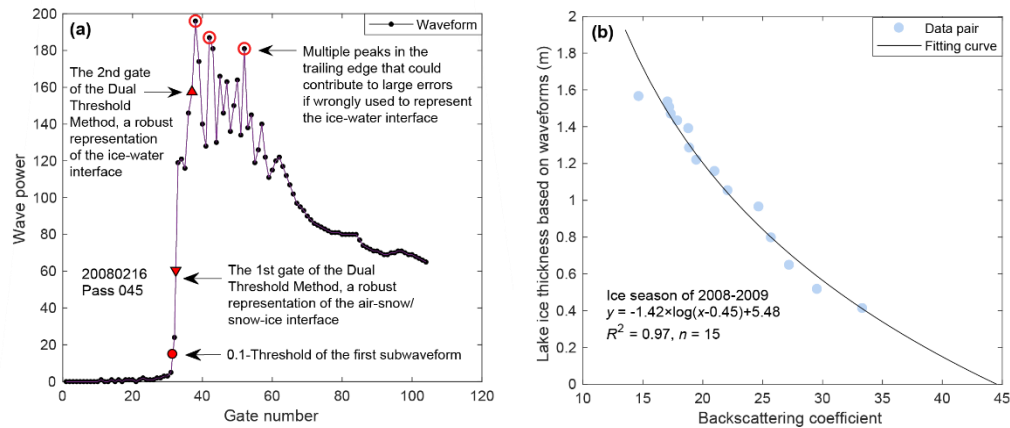 (a)
Waveform
The 2nd gate
of the Dual
Threshold
Method, a robust
representation
of the ice-water
interface
Multiple peaks in the
trailing edge that could
contribute to large errors
if wrongly used to represent
the ice-water interface
20080216
Pass 045
The 1st gate of the Dual
Threshold Method, a robust
representation of the air-snow/
snow-ice interface
0.1-Threshold of the first subwaveform
Wave power
200
180
160
140
120
100
80
60
40
20
0
0 20 40 60 80 100 120
Gate number
(b)
Data pair
Fitting curve
Ice season of 2008-2009
y = -1.42×log(x-0.45)+5.48
R² = 0.97, n = 15
Lake ice thickness based on waveforms (m)
2
1.8
1.6
1.4
1.2
1
0.8
0.6
0.4
0.2
0
10 15 20 25 30 35 40 45
Backscattering coefficient